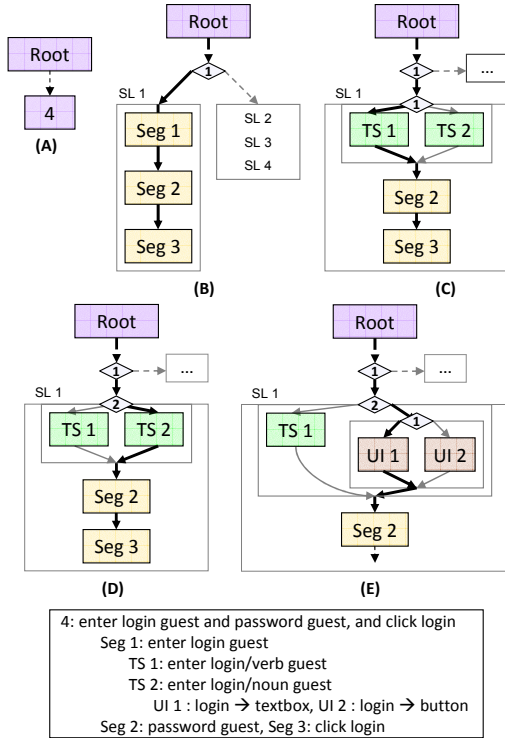 Root
4
(A)
Root
1
SL 1
Seg 1
Seg 2
Seg 3
SL 2
SL 3
SL 4
(B)
Root
1
...
SL 1
1
TS 1
TS 2
Seg 2
Seg 3
(C)
Root
1
...
SL 1
2
TS 1
TS 2
Seg 2
Seg 3
(D)
Root
1
...
SL 1
2
1
TS 1
UI 1
UI 2
Seg 2
(E)
4: enter login guest and password guest, and click login
Seg 1: enter login guest
TS 1: enter login/verb guest
TS 2: enter login/noun guest
UI 1 : login → textbox, UI 2 : login → button
Seg 2: password guest, Seg 3: click login